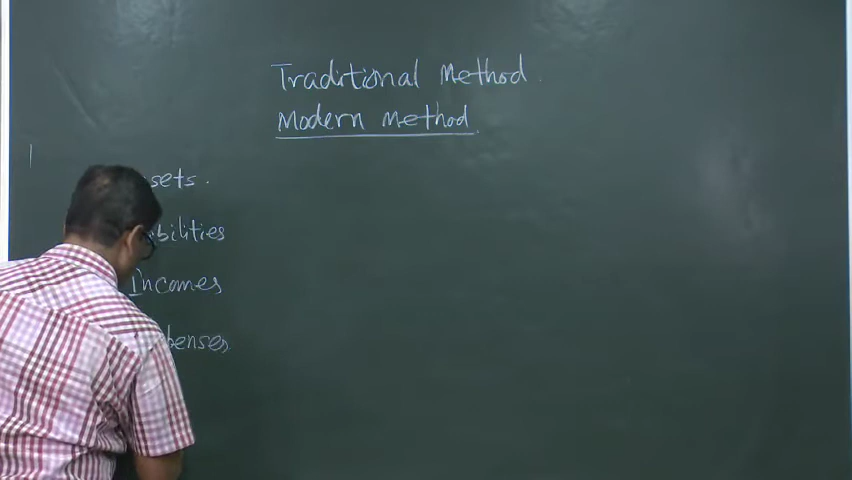 Traditional Method
Modern Method
sets.
bilities
Incomes
penses